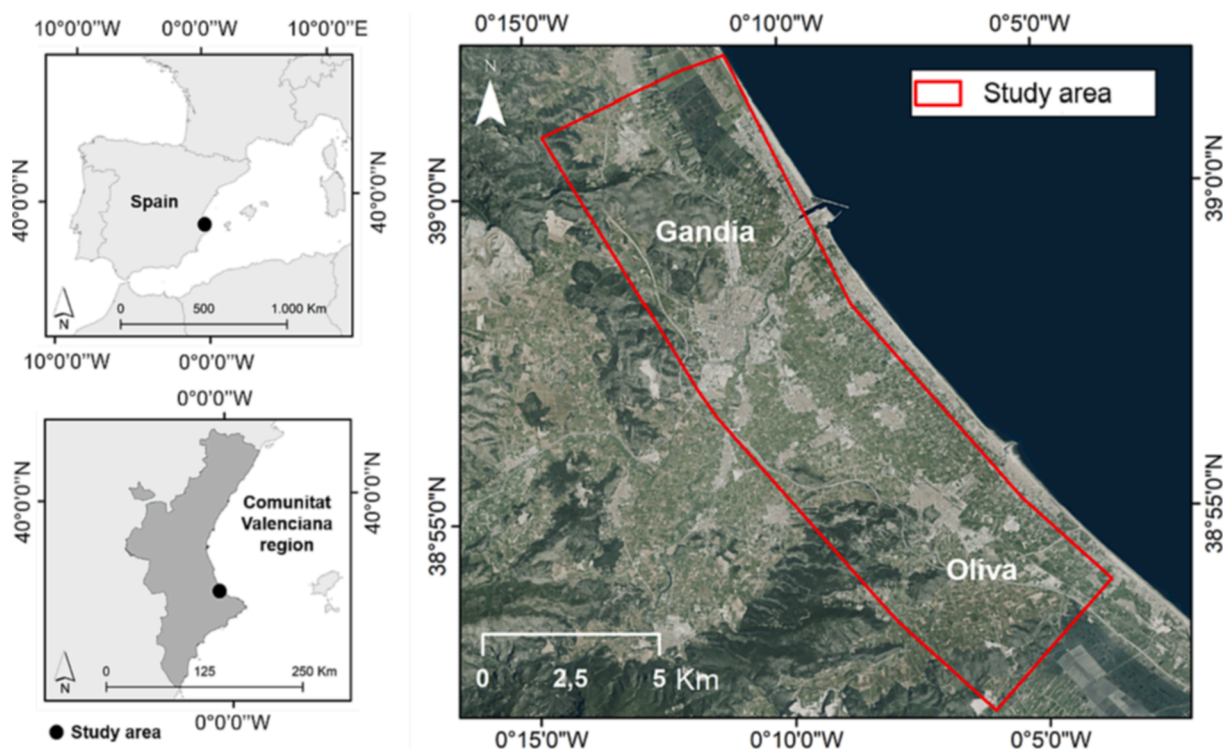 10°0'0"W 0°0'0"W 10°0'0"E
40°0'0"N
40°0'0"N
Spain
N
0 500 1.000 Km
10°0'0"W 0°0'0"W
0°0'0"W
40°0'0"N
40°0'0"N
Comunitat
Valenciana
region
N
0 125 250 Km
0°0'0"W
Study area
0°15'0"W 0°10'0"W 0°5'0"W
N
Study area
39°0'0"N
39°0'0"N
Gandia
38°55'0"N
38°55'0"N
Oliva
0 2,5 5 Km
0°15'0"W 0°10'0"W 0°5'0"W